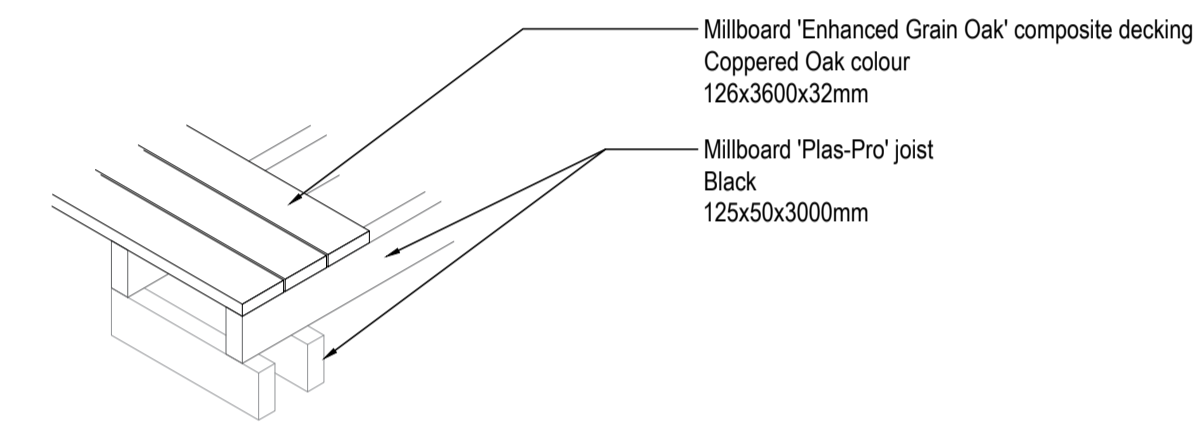 Millboard 'Enhanced Grain Oak' composite decking
Coppered Oak colour
126x3600x32mm
Millboard 'Plas-Pro' joist
Black
125x50x3000mm